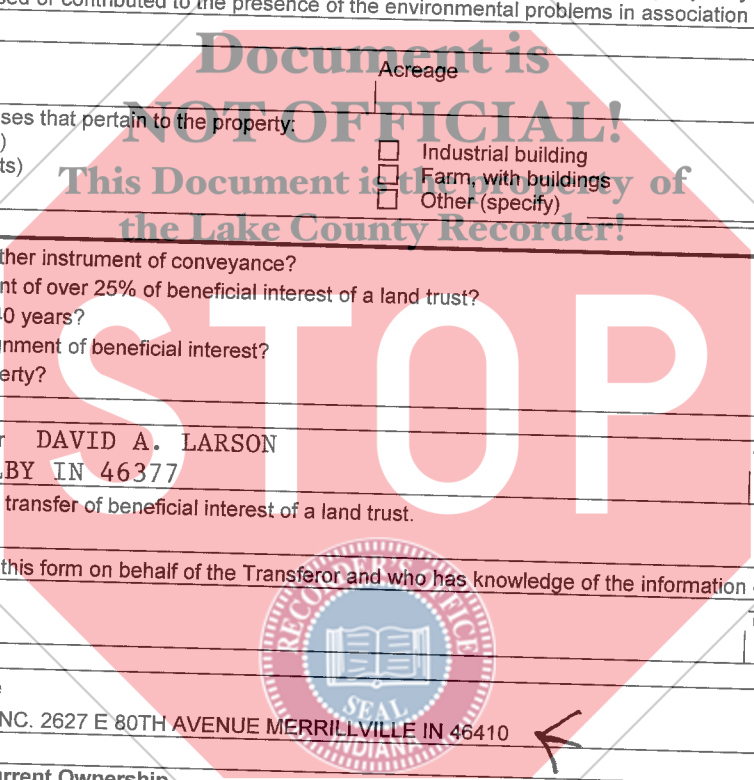 sed or contributed to the presence of the environmental problems in association
Document is
Acreage
NOT OFFICIAL!
ses that pertain to the property:
)
Industrial building
ts)
Farm, with buildings
This Document is the property of
Other (specify)
the Lake County Recorder!
ther instrument of conveyance?
nt of over 25% of beneficial interest of a land trust?
40 years?
gnment of beneficial interest?
erty?
STOP
r DAVID A. LARSON
LBY IN 46377
transfer of beneficial interest of a land trust.
this form on behalf of the Transferor and who has knowledge of the information
RECORDER'S OFFICE
SEAL
INDIANA
e
NC. 2627 E 80TH AVENUE MERRILLVILLE IN 46410
urrent Ownership